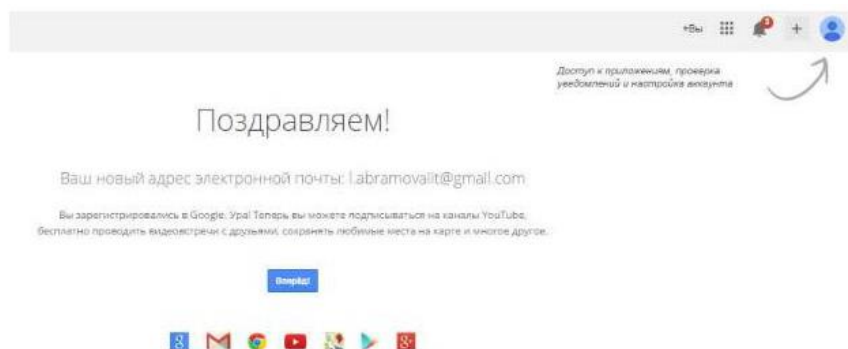 +Вы
3
+
Доступ к приложениям, проверка
уведомлений и настройка аккаунта
Поздравляем!
Ваш новый адрес электронной почты: l.abramovalit@gmail.com
Вы зарегистрировались в Google. Ура! Теперь вы можете подписываться на каналы YouTube,
бесплатно проводить видеовстречи с друзьями, сохранять любимые места на карте и многое другое.
Вперёд!